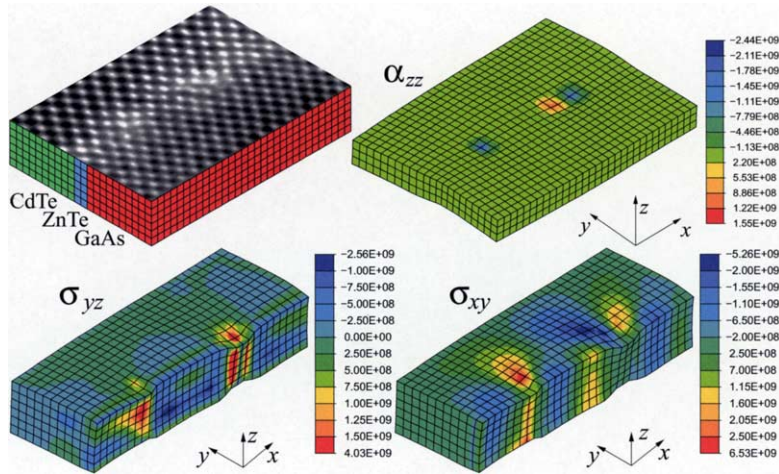 α_zz
-2.44E+09
-2.11E+09
-1.78E+09
-1.45E+09
-1.11E+09
-7.79E+08
-4.46E+08
-1.13E+08
2.20E+08
5.53E+08
8.86E+08
1.22E+09
1.55E+09
CdTe
ZnTe
GaAs
z
y
x
σ_yz
-2.56E+09
-1.00E+09
-7.50E+08
-5.00E+08
-2.50E+08
0.00E+00
2.50E+08
5.00E+08
7.50E+08
1.00E+09
1.25E+09
1.50E+09
4.03E+09
z
y
x
σ_xy
-5.26E+09
-2.00E+09
-1.55E+09
-1.10E+09
-6.50E+08
-2.00E+08
2.50E+08
7.00E+08
1.15E+09
1.60E+09
2.05E+09
2.50E+09
6.53E+09
z
y
x